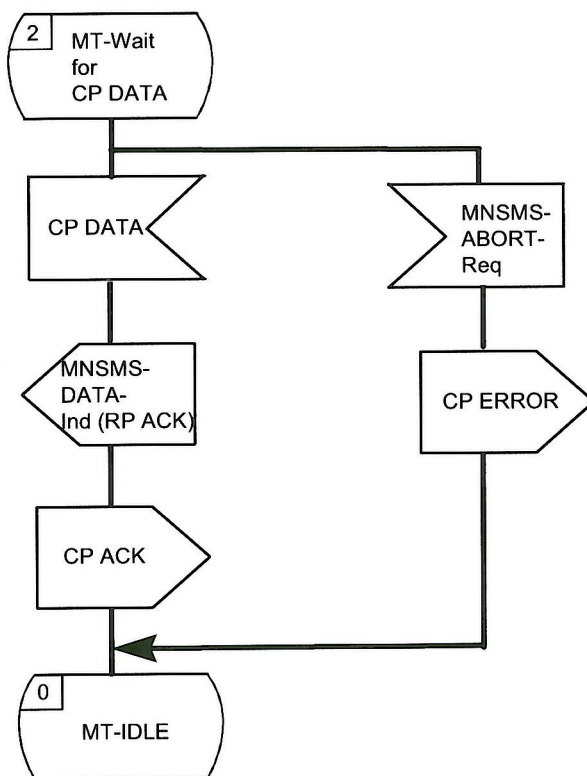 2
MT-Wait
for
CP DATA
CP DATA
MNSMS-
ABORT-
Req
MNSMS-
DATA-
Ind (RP ACK)
CP ERROR
CP ACK
0
MT-IDLE